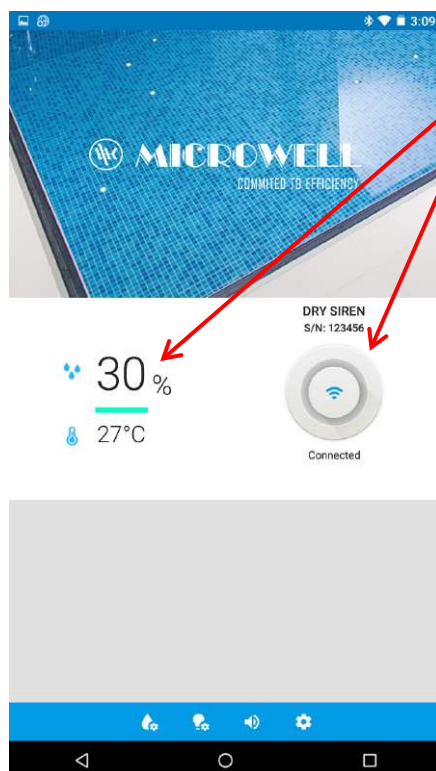 3:09
MICROWELL
COMMITED TO EFFICIENCY
DRY SIREN
S/N: 123456
30 %
27°C
Connected